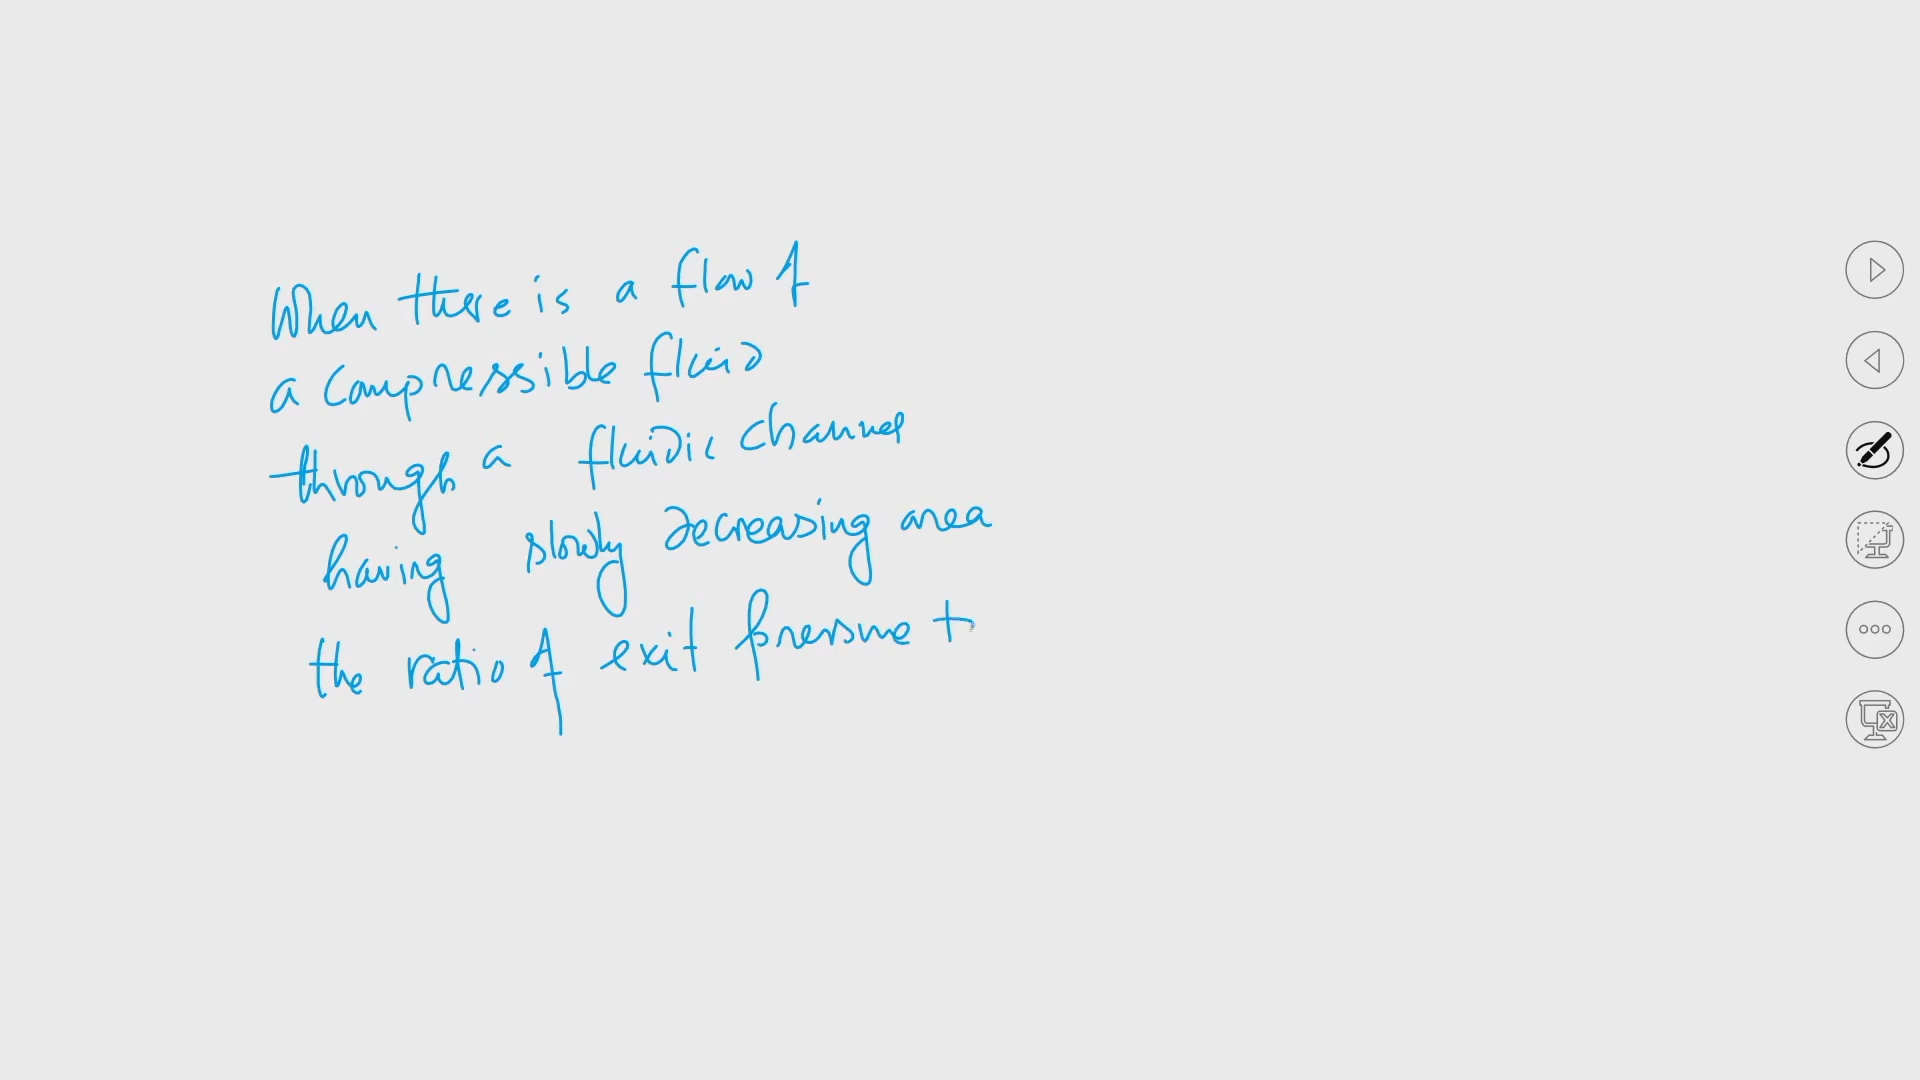 When there is a flow of
a compressible fluid
through a fluidic channel
having slowly decreasing area
the ratio of exit pressure t